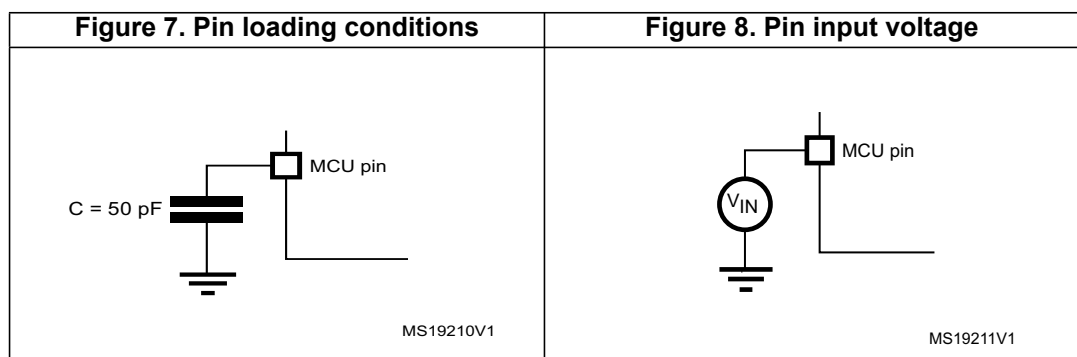 Figure 7. Pin loading conditions
Figure 8. Pin input voltage
MCU pin
C = 50 pF
MS19210V1
MCU pin
VIN
MS19211V1